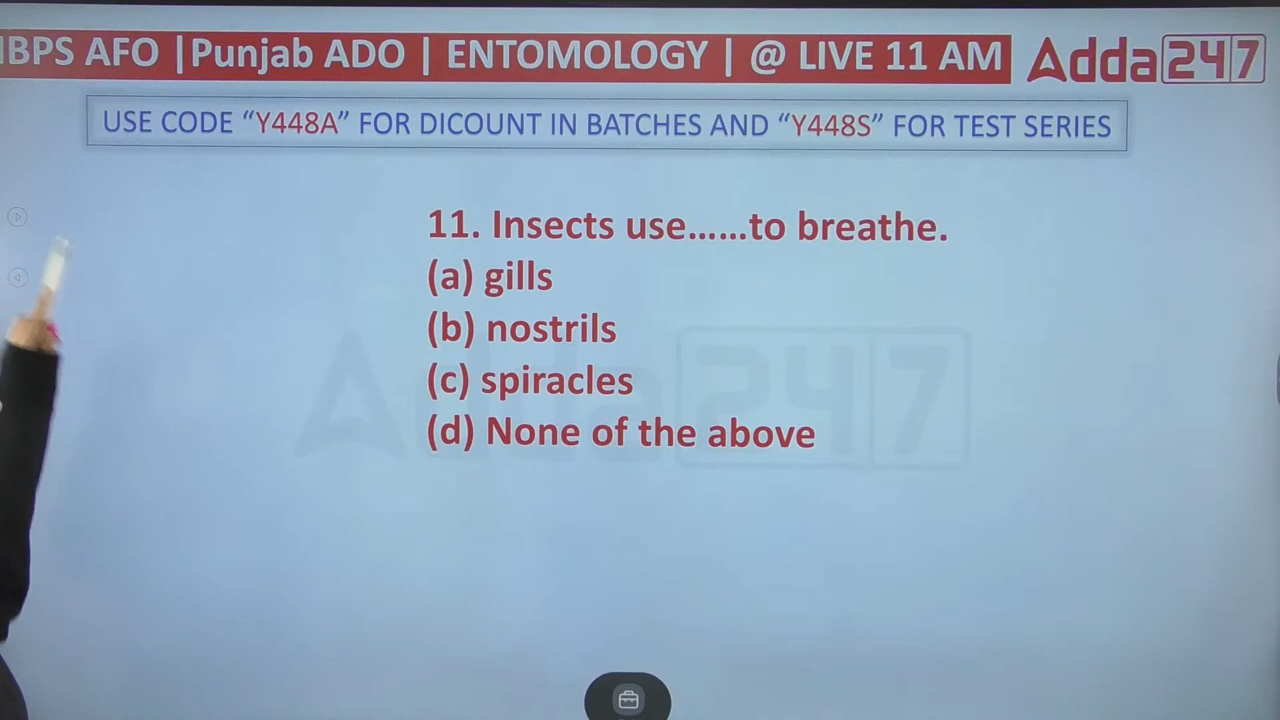 IBPS AFO |Punjab ADO | ENTOMOLOGY | @ LIVE 11 AM
Adda247
USE CODE “Y448A” FOR DICOUNT IN BATCHES AND “Y448S” FOR TEST SERIES
11. Insects use......to breathe.
(a) gills
(b) nostrils
(c) spiracles
(d) None of the above
Adda247